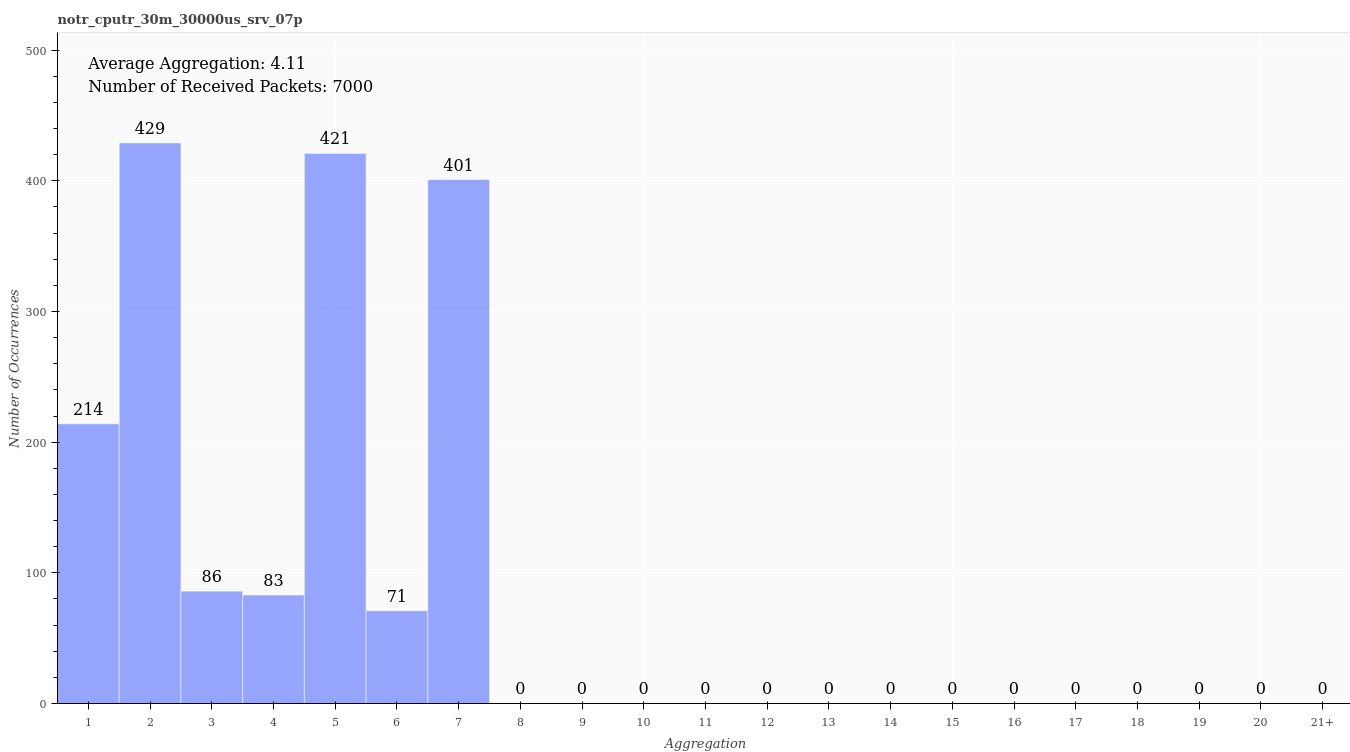 notr_cputr_30m_30000us_srv_07p
Average Aggregation: 4.11
Number of Received Packets: 7000
500
400
300
200
100
0
Number of Occurrences
214
429
86
83
421
71
401
0 0 0 0 0 0 0 0 0 0 0 0 0 0
1 2 3 4 5 6 7 8 9 10 11 12 13 14 15 16 17 18 19 20 21+
Aggregation